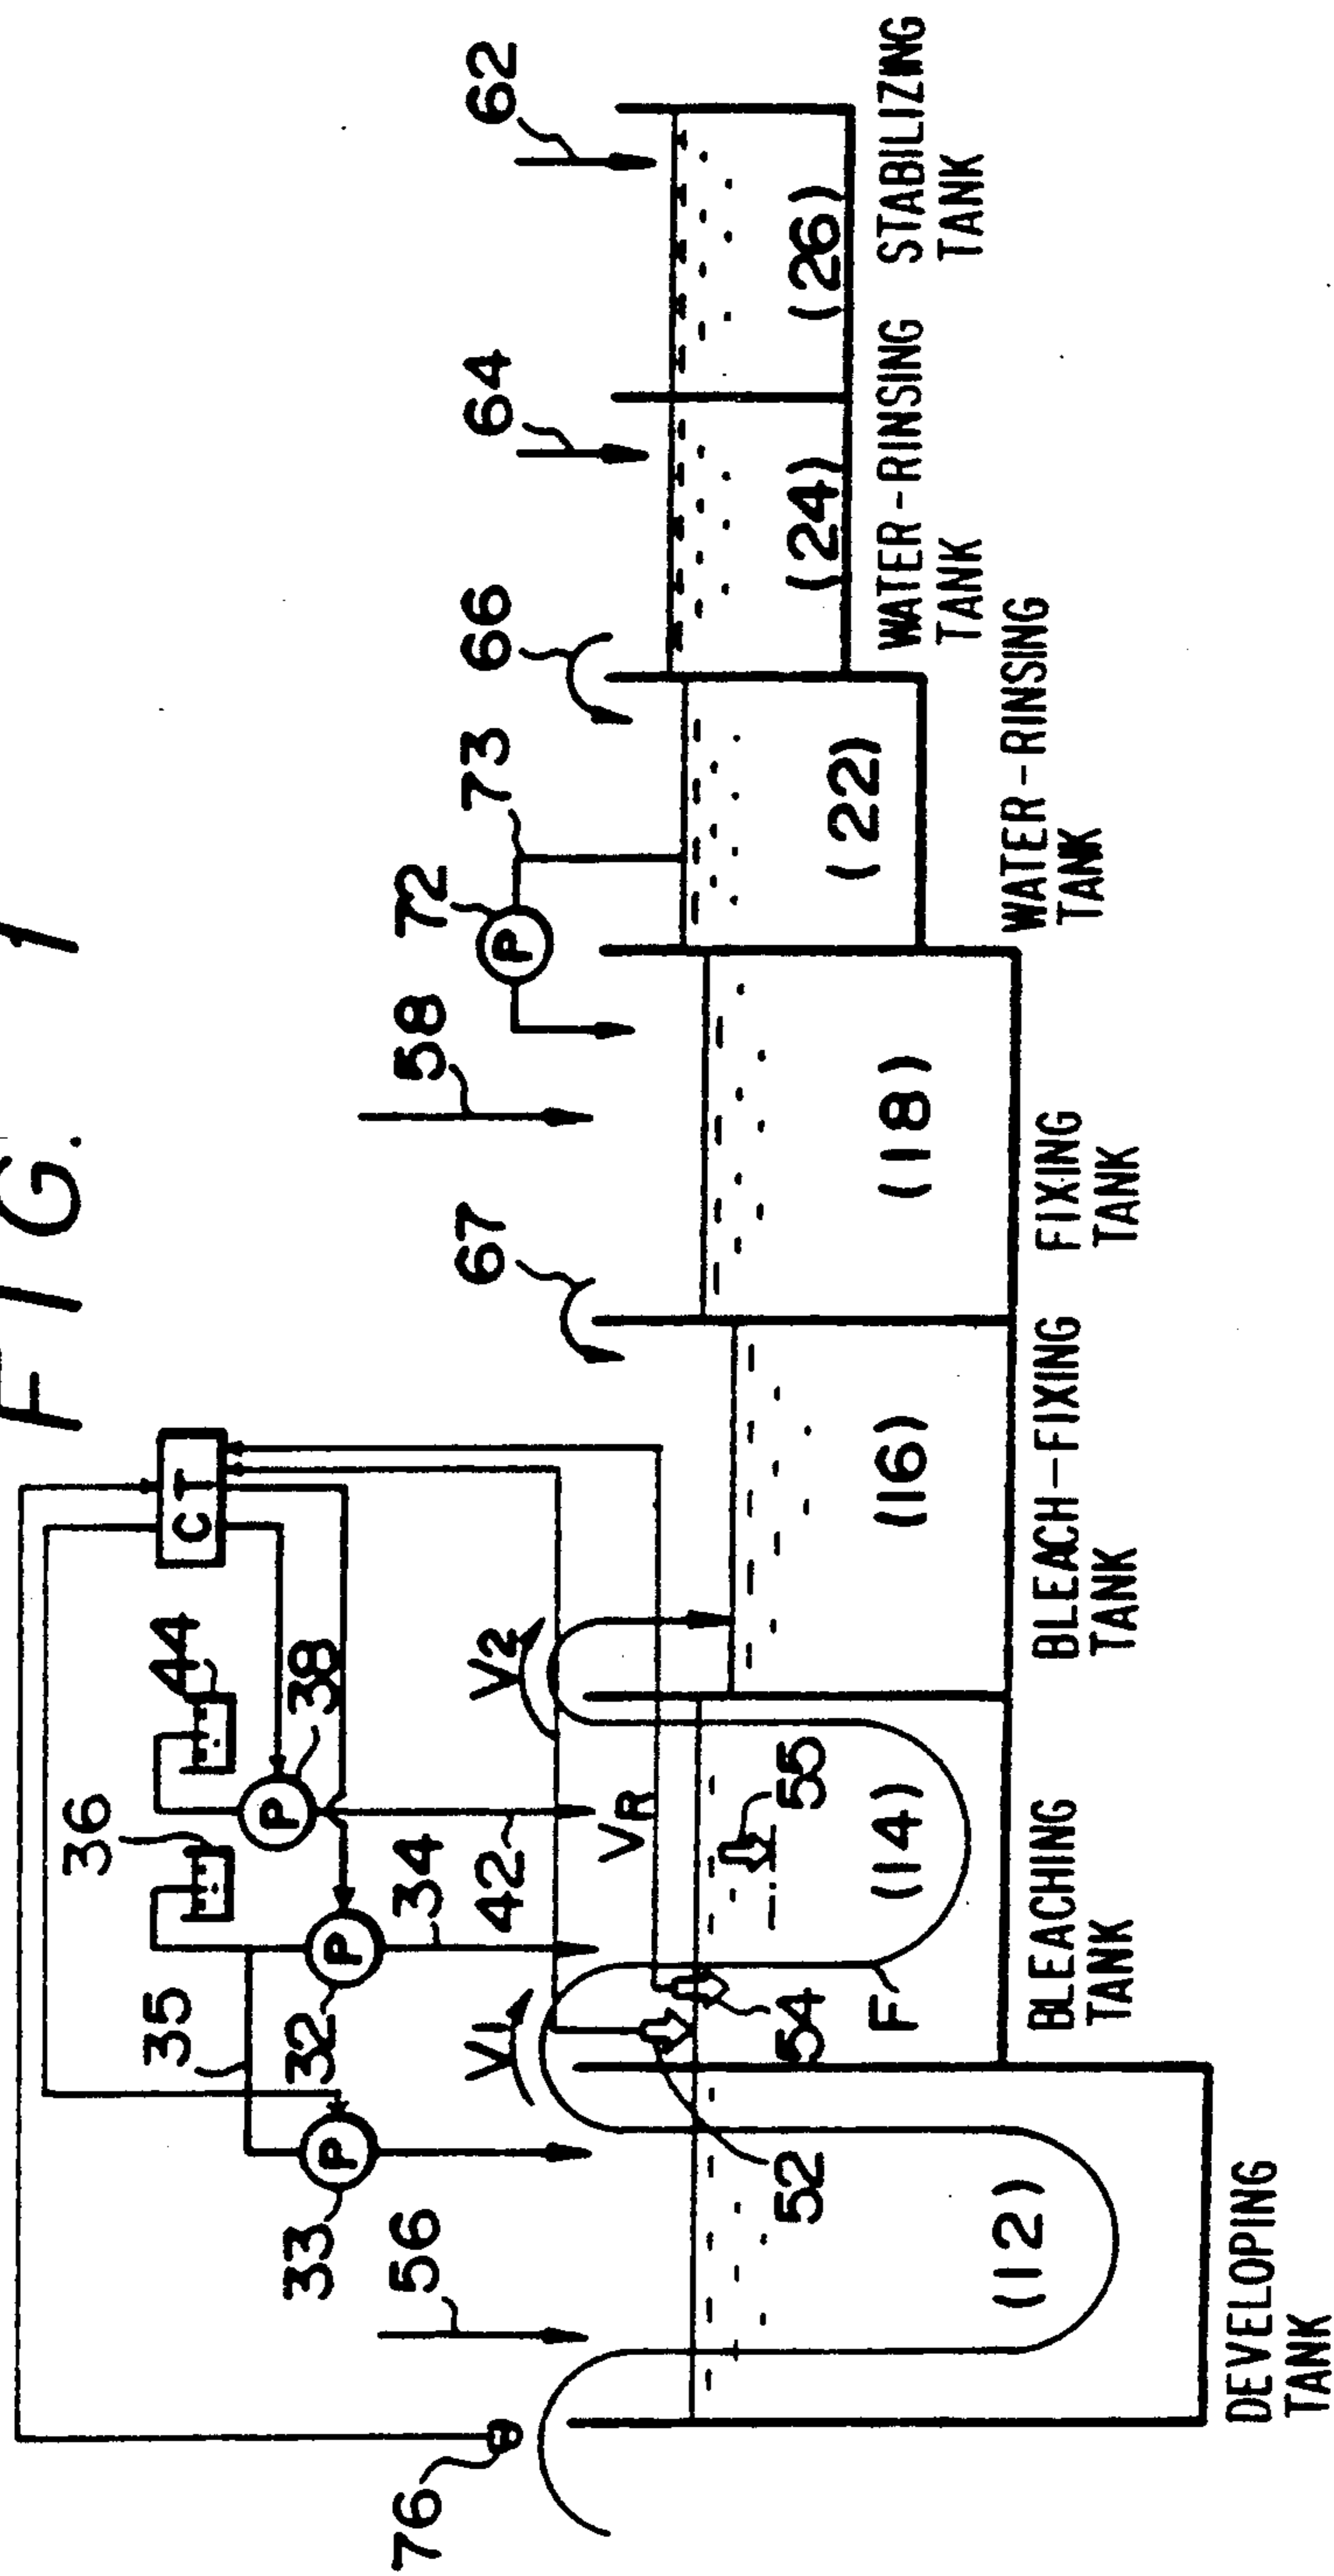 FIG. 1
76
56
33
35
32
36
34
44
38
42
CT
P
P
P
V1
VR
V2
52
54
55
F
67
58
72
P
73
66
64
62
(12)
(14)
(16)
(18)
(22)
(24)
(26)
DEVELOPING
TANK
BLEACHING
TANK
BLEACH-FIXING
TANK
FIXING
TANK
WATER-RINSING
TANK
WATER-RINSING
TANK
STABILIZING
TANK